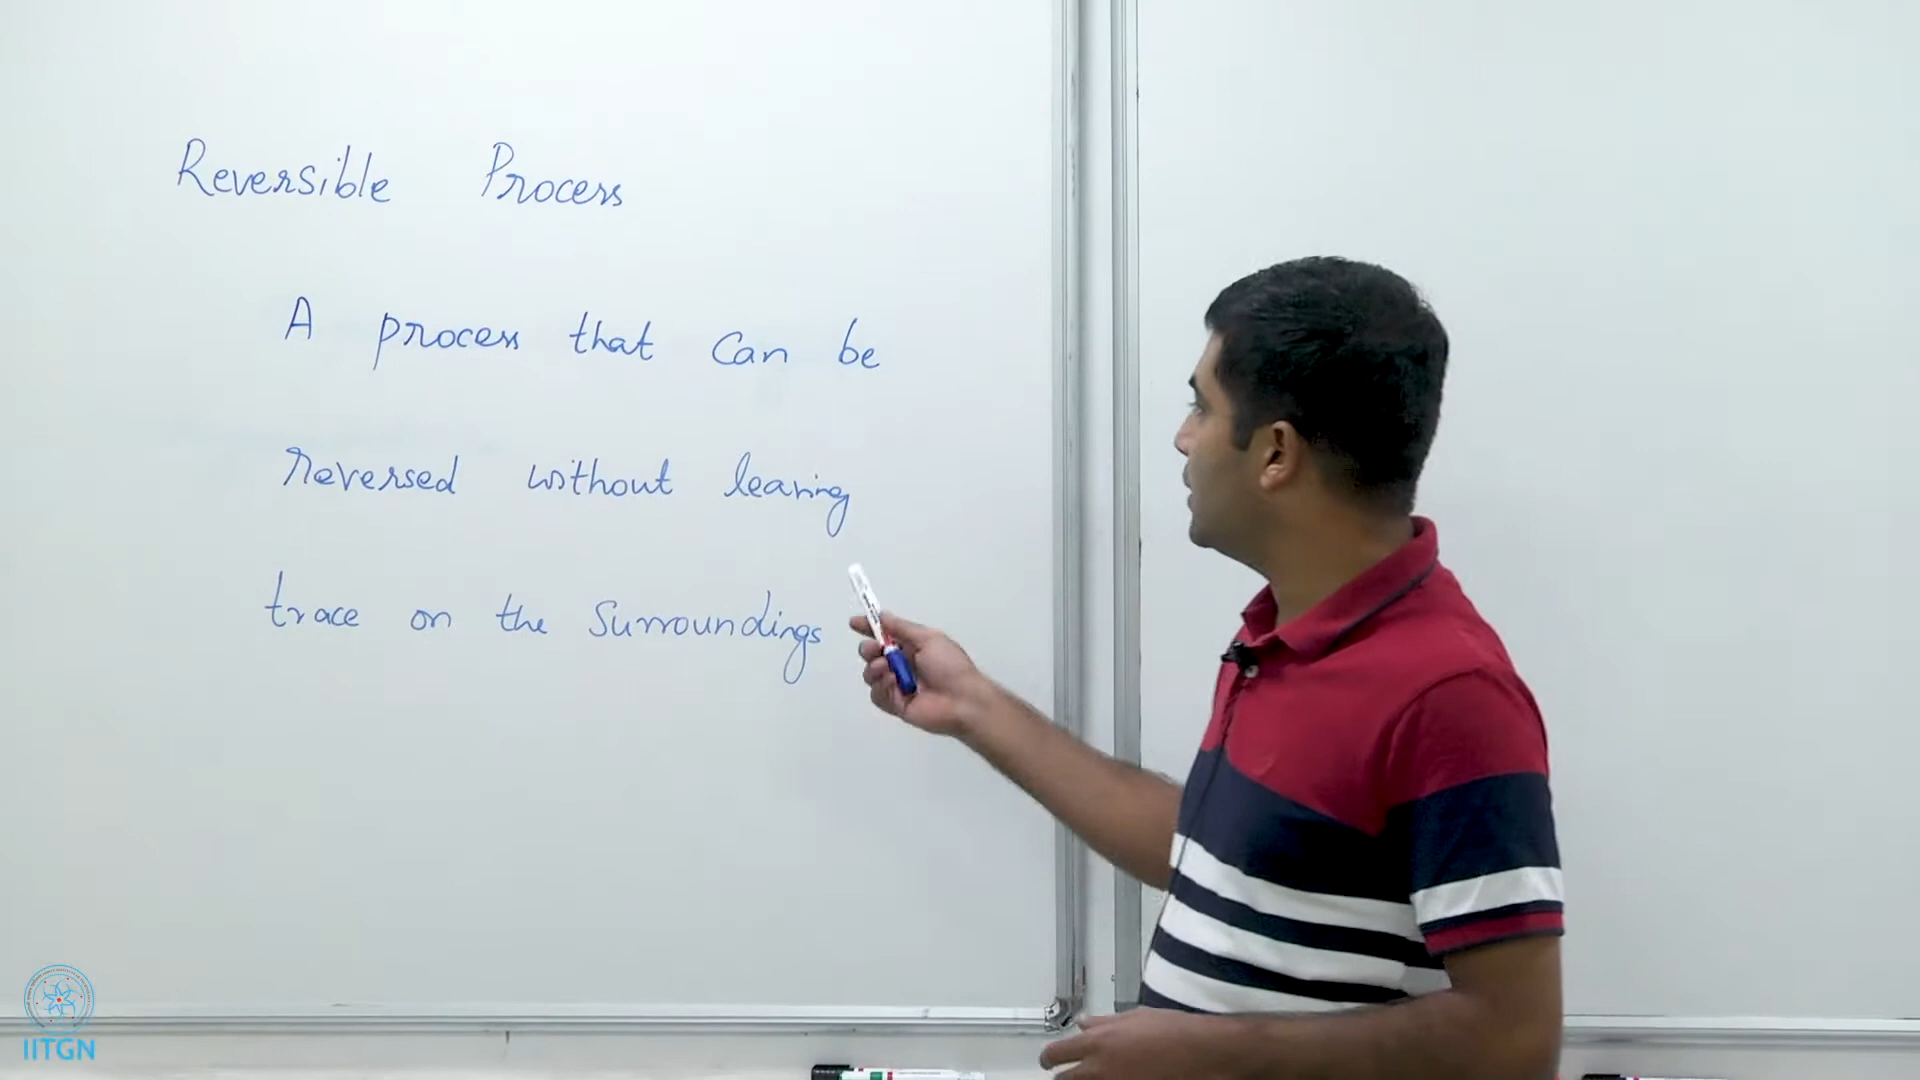 Reversible Process
A process that can be
reversed without leaving
trace on the surroundings
IITGN